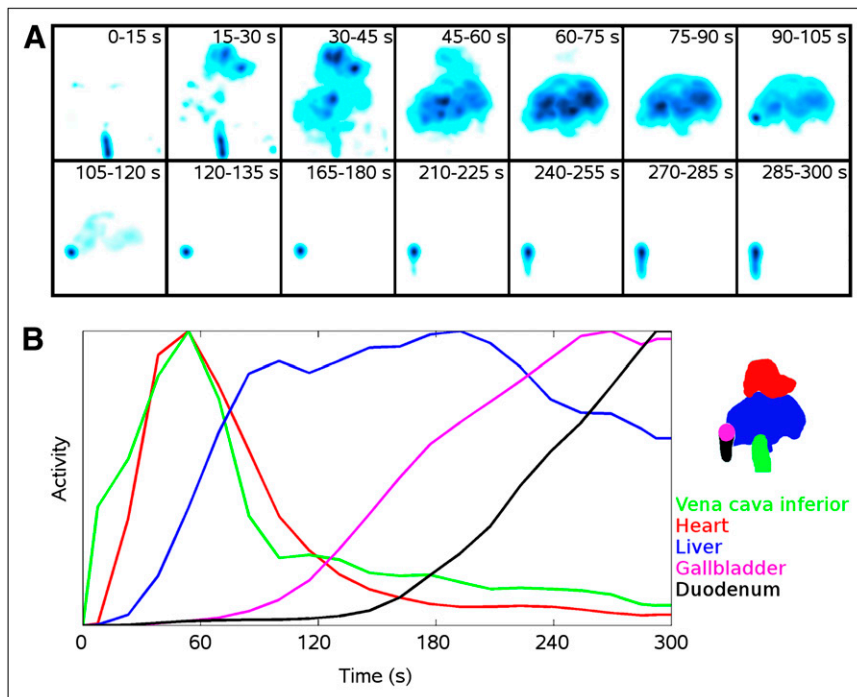 A
0-15 s 15-30 s 30-45 s 45-60 s 60-75 s 75-90 s 90-105 s
105-120 s 120-135 s 165-180 s 210-225 s 240-255 s 270-285 s 285-300 s
B
Activity
Vena cava inferior
Heart
Liver
Gallbladder
Duodenum
0 60 120 180 240 300
Time (s)